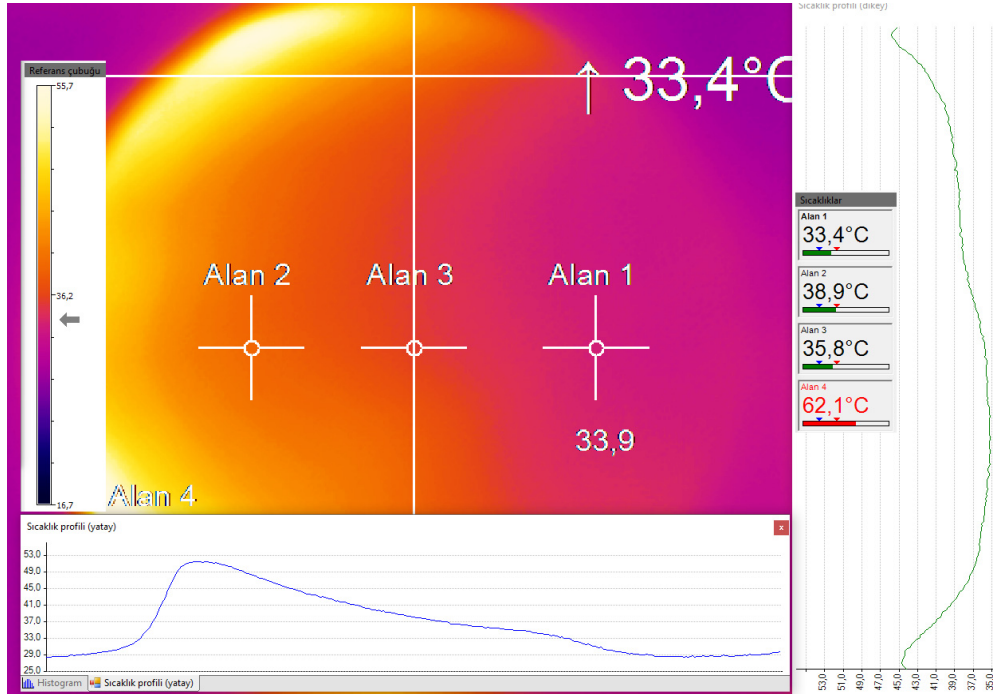 Sıcaklık profili (dikey)
Referans çubuğu
55,7
36,2
16,7
33,4°C
Alan 2
Alan 3
Alan 1
33,9
Alan 4
Sıcaklıklar
Alan 1
33,4°C
Alan 2
38,9°C
Alan 3
35,8°C
Alan 4
62,1°C
Sıcaklık profili (yatay)
x
53,0
49,0
45,0
41,0
37,0
33,0
29,0
25,0
Histogram
Sıcaklık profili (yatay)
53,0
51,0
49,0
47,0
45,0
43,0
41,0
39,0
37,0
35,0